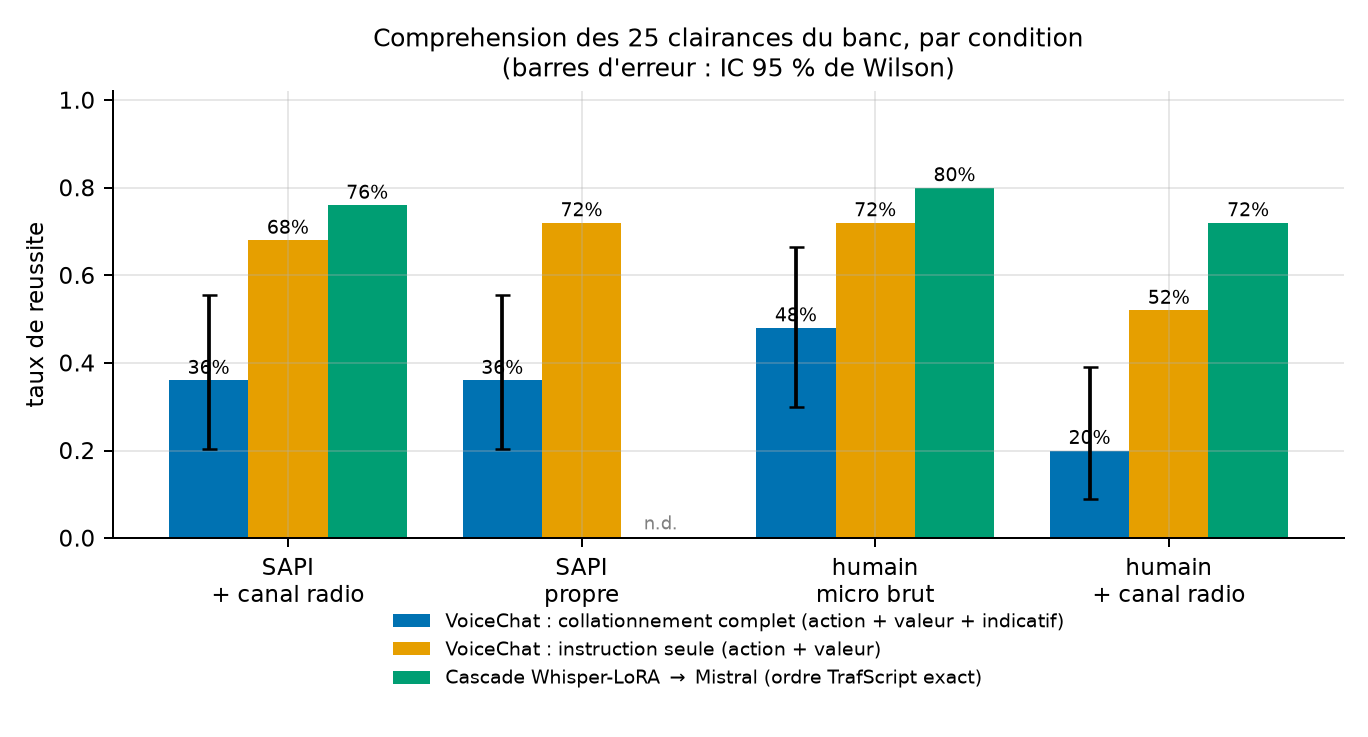 Comprehension des 25 clairances du banc, par condition
(barres d'erreur : IC 95 % de Wilson)
taux de reussite
1.0
0.8
0.6
0.4
0.2
0.0
36%
68%
76%
36%
72%
n.d.
48%
72%
80%
20%
52%
72%
SAPI
+ canal radio
SAPI
propre
humain
micro brut
humain
+ canal radio
VoiceChat : collationnement complet (action + valeur + indicatif)
VoiceChat : instruction seule (action + valeur)
Cascade Whisper-LoRA → Mistral (ordre TrafScript exact)